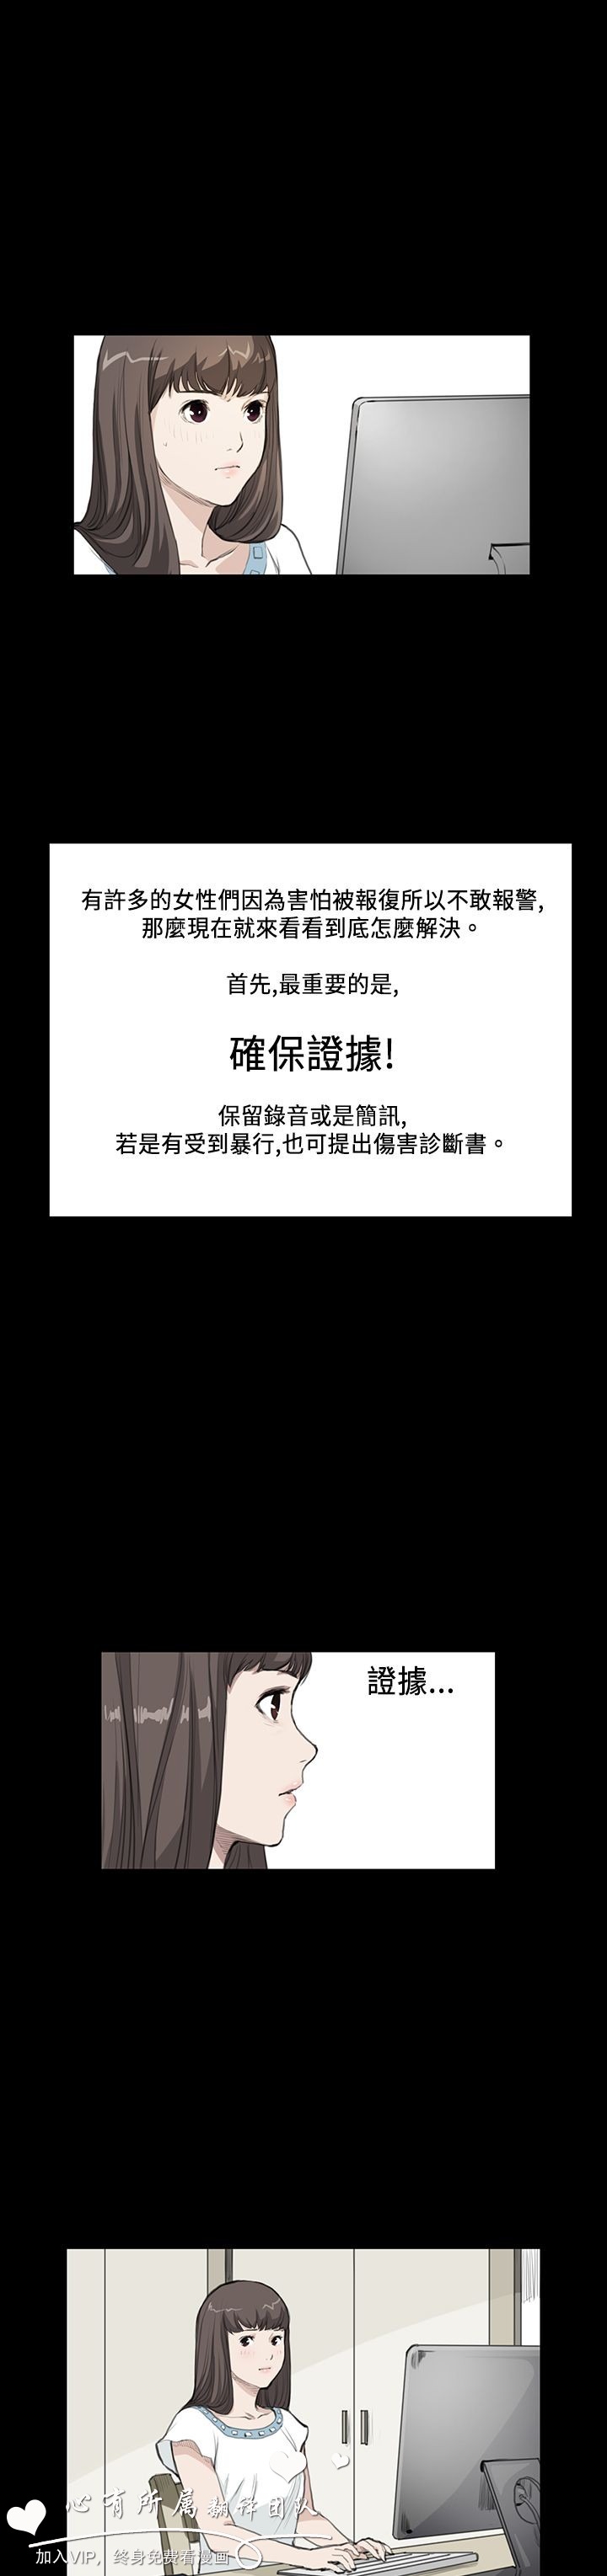 有許多的女性們因為害怕被報復所以不敢報警,
那麼現在就來看看到底怎麼解決。
首先,最重要的是,
確保證據!
保留錄音或是簡訊,
若是有受到暴行,也可提出傷害診斷書。
證據...
心有所属翻译团队
加入VIP，终身免费看漫画